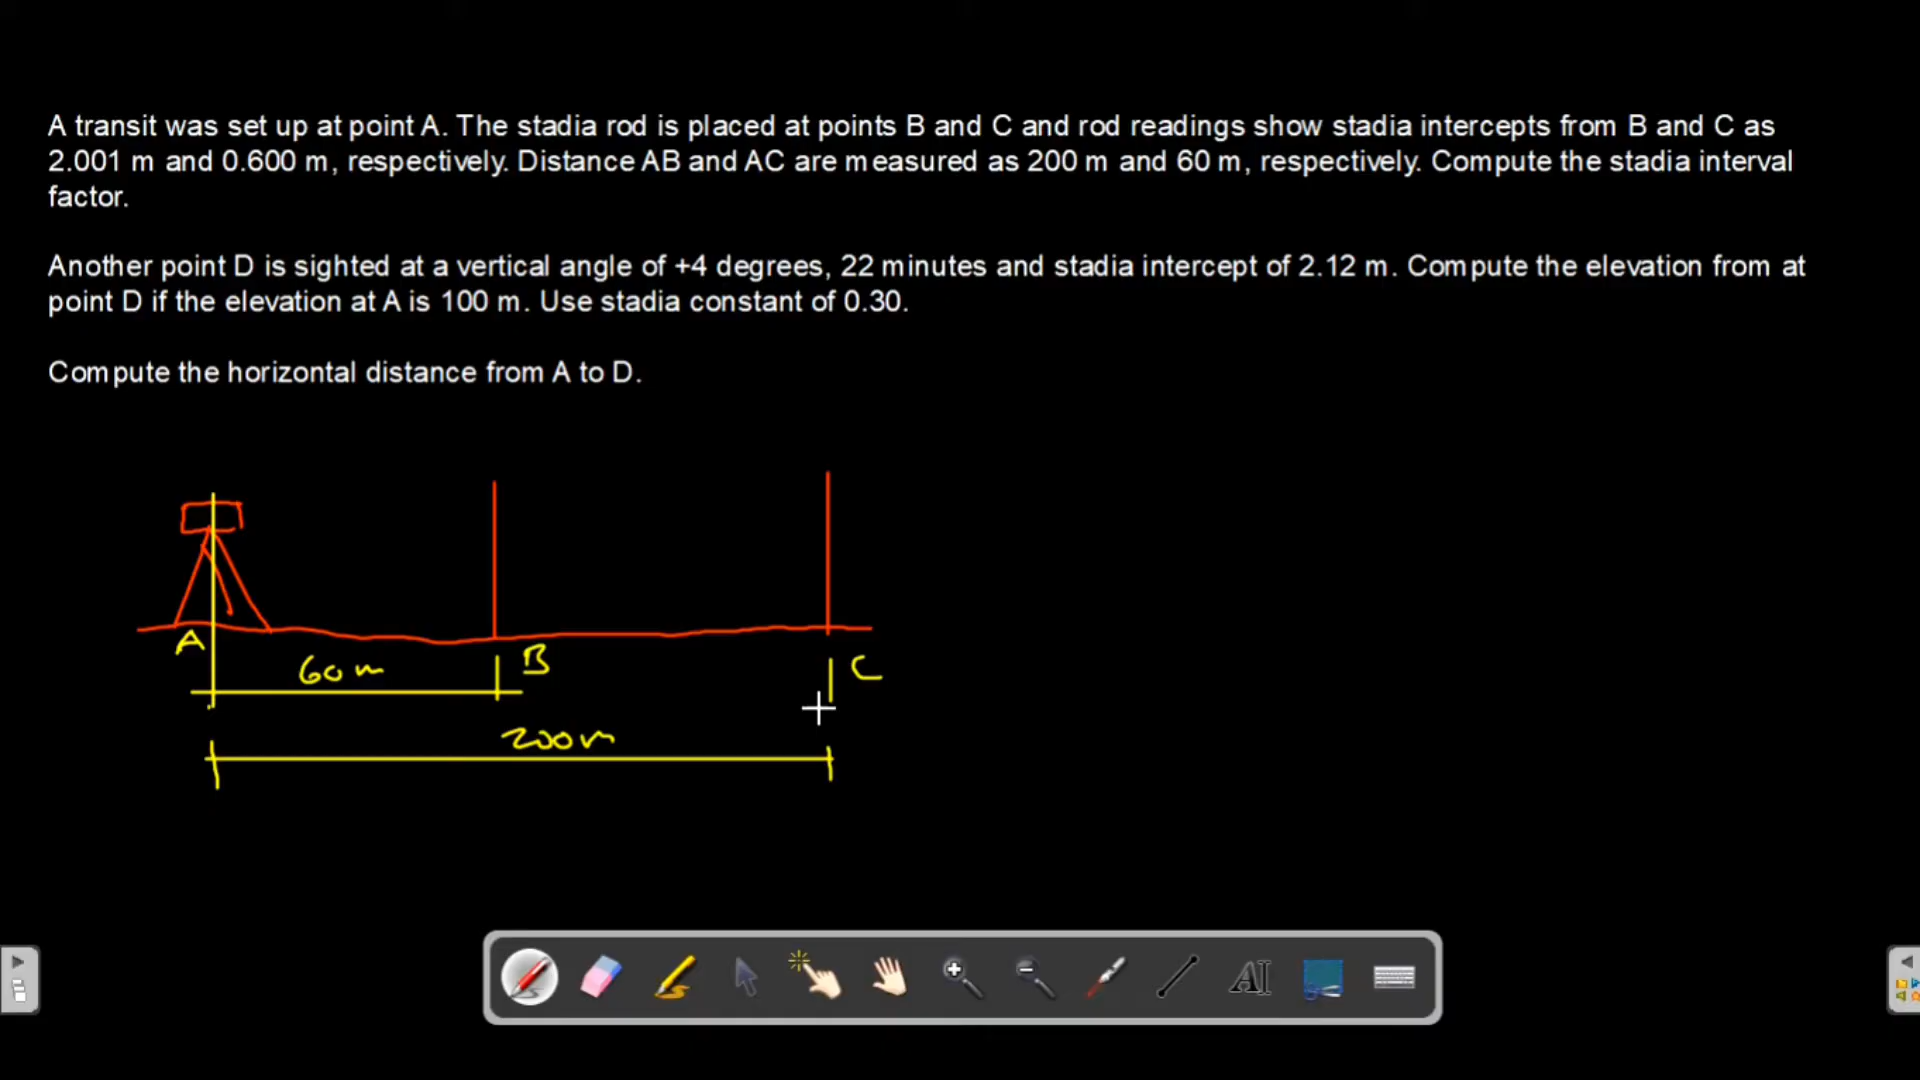 A transit was set up at point A. The stadia rod is placed at points B and C and rod readings show stadia intercepts from B and C as
2.001 m and 0.600 m, respectively. Distance AB and AC are measured as 200 m and 60 m, respectively. Compute the stadia interval
factor.
Another point D is sighted at a vertical angle of +4 degrees, 22 minutes and stadia intercept of 2.12 m. Compute the elevation from at
point D if the elevation at A is 100 m. Use stadia constant of 0.30.
Compute the horizontal distance from A to D.
A
60 m
B
C
200m
AI